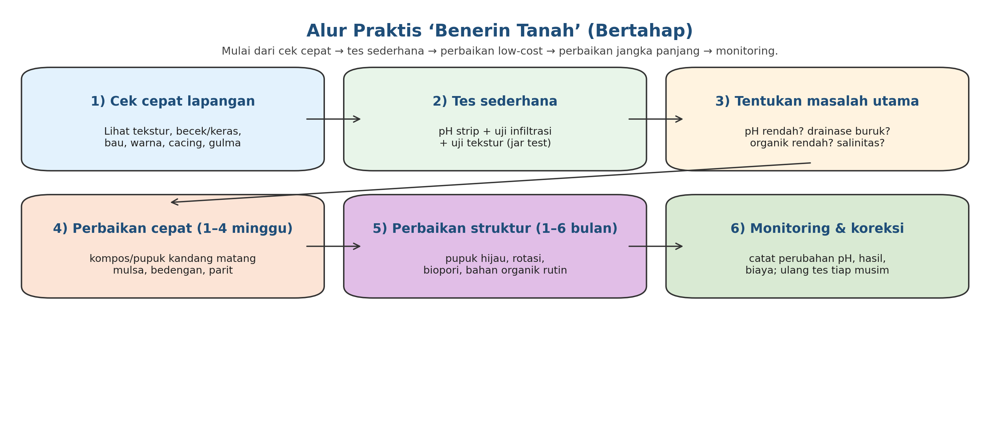 Alur Praktis ‘Benerin Tanah’ (Bertahap)
Mulai dari cek cepat → tes sederhana → perbaikan low-cost → perbaikan jangka panjang → monitoring.
1) Cek cepat lapangan
Lihat tekstur, becek/keras,
bau, warna, cacing, gulma
2) Tes sederhana
pH strip + uji infiltrasi
+ uji tekstur (jar test)
3) Tentukan masalah utama
pH rendah? drainase buruk?
organik rendah? salinitas?
4) Perbaikan cepat (1–4 minggu)
kompos/pupuk kandang matang
mulsa, bedengan, parit
5) Perbaikan struktur (1–6 bulan)
pupuk hijau, rotasi,
biopori, bahan organik rutin
6) Monitoring & koreksi
catat perubahan pH, hasil,
biaya; ulang tes tiap musim